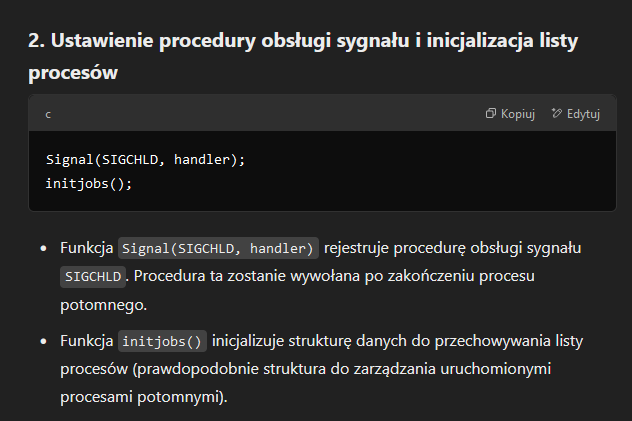 2. Ustawienie procedury obsługi sygnału i inicjalizacja listy
procesów
c
Kopiuj
Edytuj
Signal(SIGCHLD, handler);
initjobs();
Funkcja Signal(SIGCHLD, handler) rejestruje procedurę obsługi sygnału
SIGCHLD. Procedura ta zostanie wywołana po zakończeniu procesu
potomnego.
Funkcja initjobs() inicjalizuje strukturę danych do przechowywania listy
procesów (prawdopodobnie struktura do zarządzania uruchomionymi
procesami potomnymi).